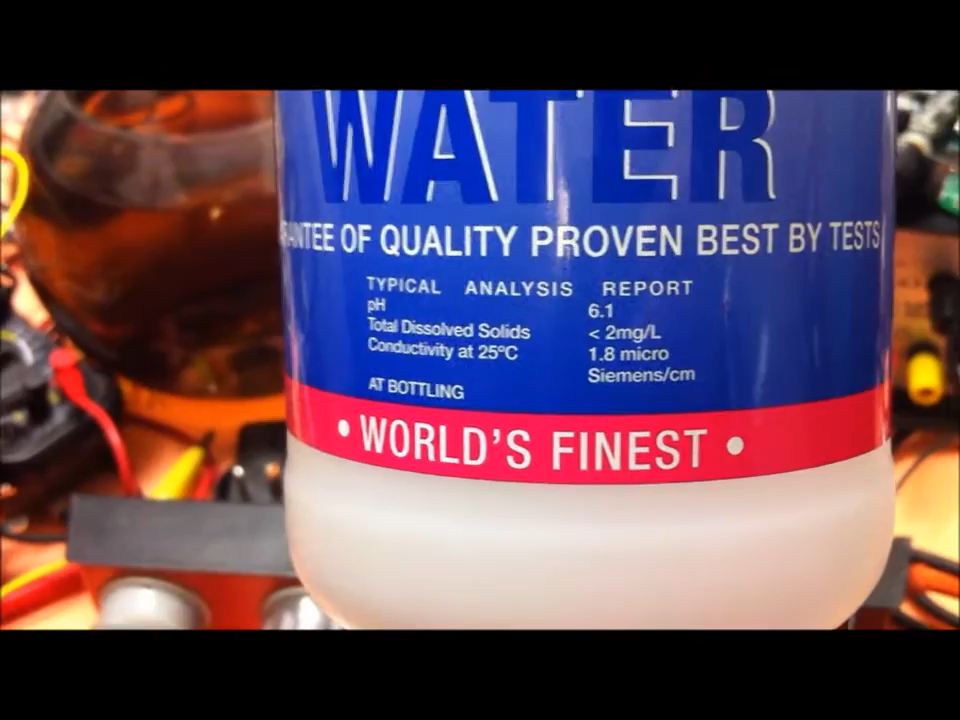 WATER
OF QUALITY PROVEN BEST BY TESTS
TYPICAL ANALYSIS REPORT
pH 6.1
Total Dissolved Solids < 2mg/L
Conductivity at 25°C 1.8 micro
Siemens/cm
AT BOTTLING
• WORLD'S FINEST •